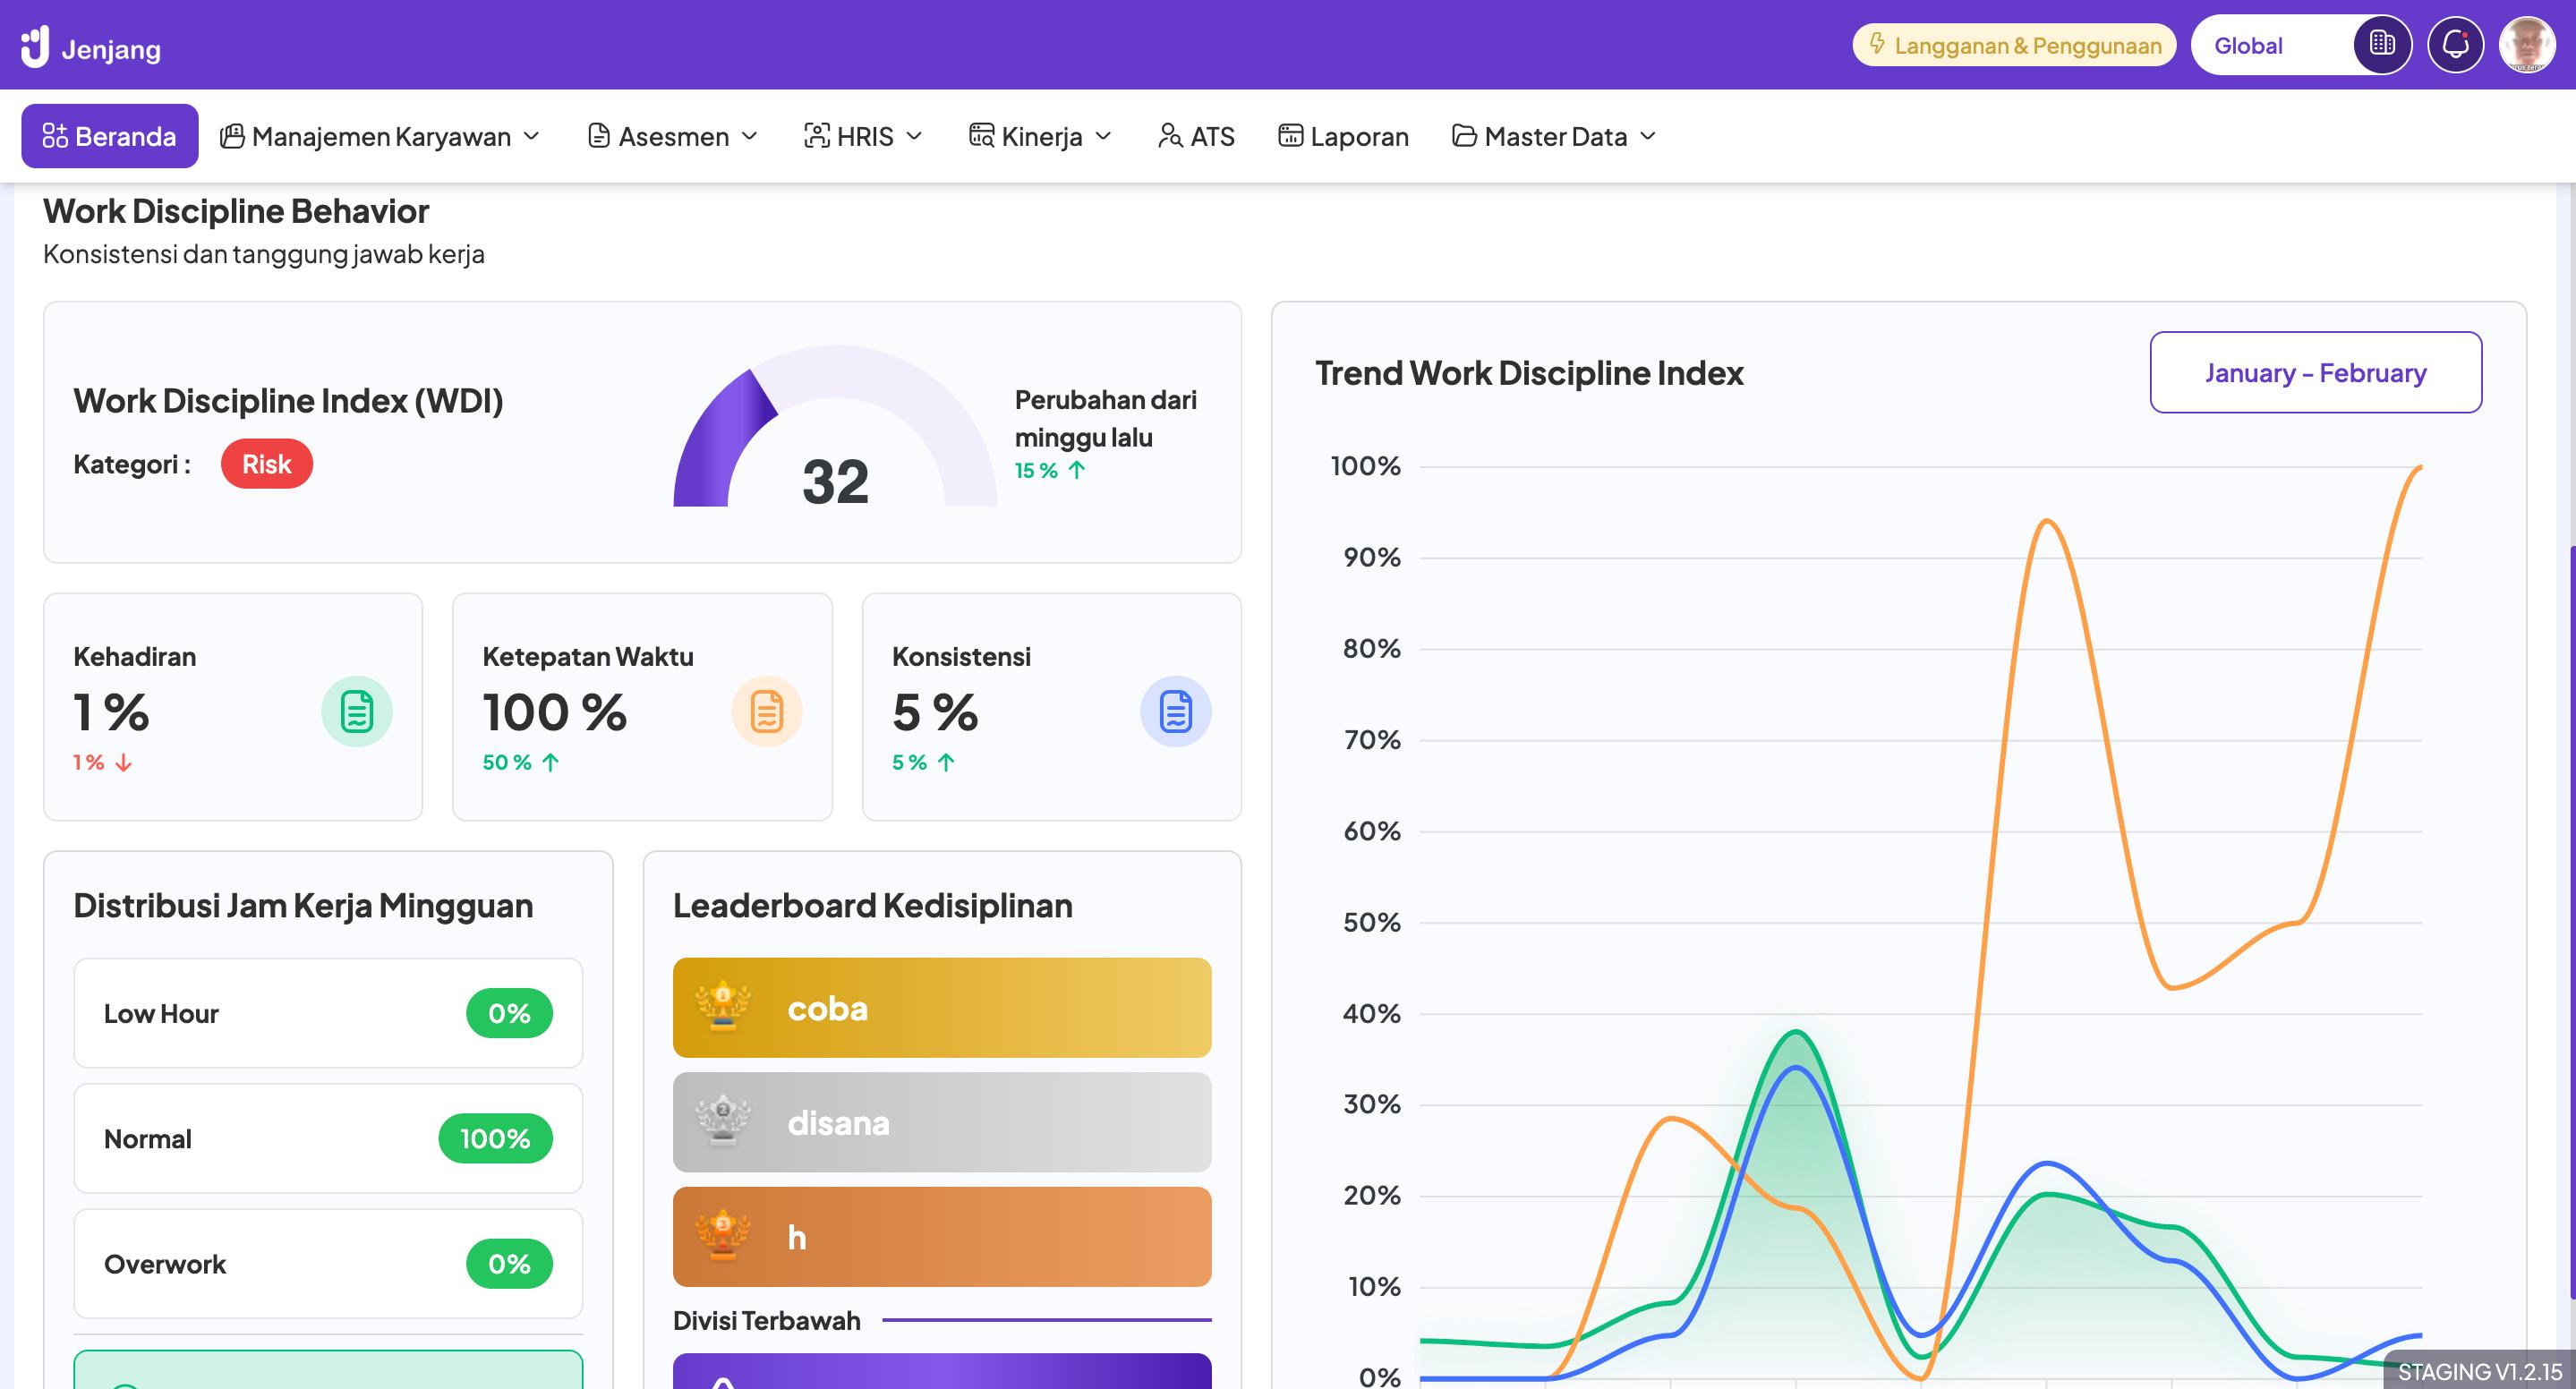 Jenjang
Langganan & Penggunaan
Global
Beranda
Manajemen Karyawan
Asesmen
HRIS
Kinerja
ATS
Laporan
Master Data
Work Discipline Behavior
Konsistensi dan tanggung jawab kerja
Work Discipline Index (WDI)
Kategori :
Risk
32
Perubahan dari
minggu lalu
15 %
Kehadiran
1 %
1 %
Ketepatan Waktu
100 %
50 %
Konsistensi
5 %
5 %
Distribusi Jam Kerja Mingguan
Low Hour
0%
Normal
100%
Overwork
0%
Leaderboard Kedisiplinan
coba
2
disana
3
h
Divisi Terbawah
Trend Work Discipline Index
January - February
100%
90%
80%
70%
60%
50%
40%
30%
20%
10%
0%
STAGING V1.2.15